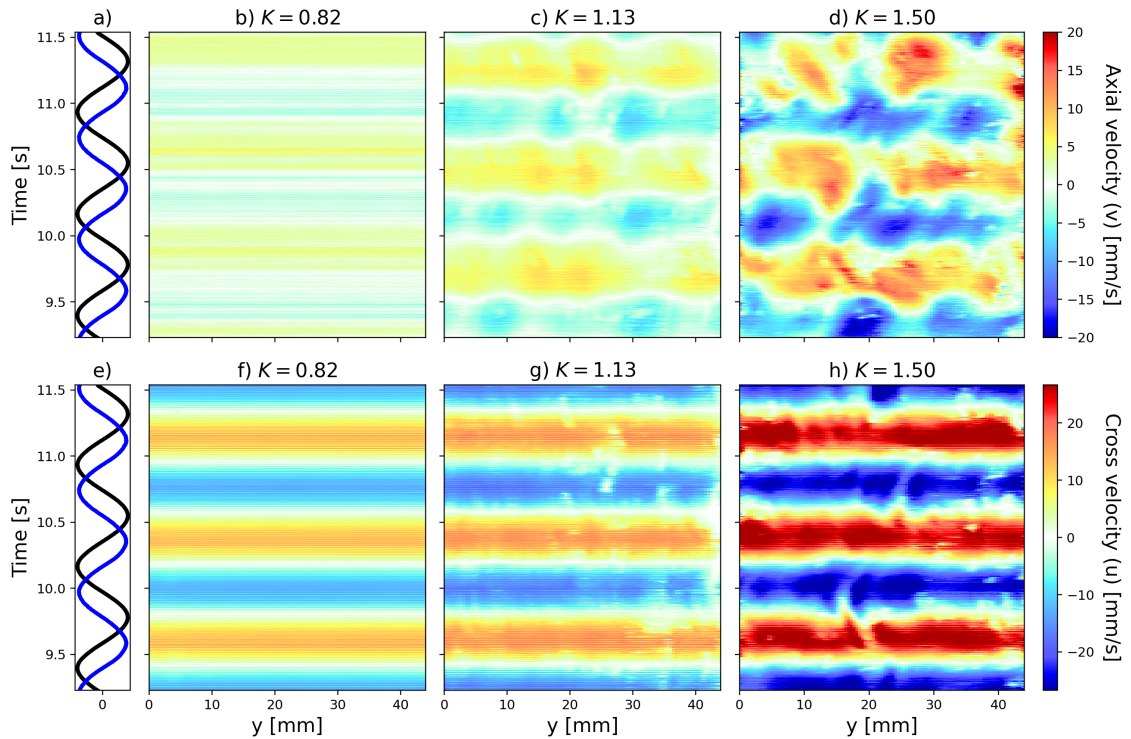 a)
b) K = 0.82
c) K = 1.13
d) K = 1.50
11.5
11.0
10.5
10.0
9.5
Time [s]
20
15
10
5
0
−5
−10
−15
−20
Axial velocity (v) [mm/s]
e)
f) K = 0.82
g) K = 1.13
h) K = 1.50
11.5
11.0
10.5
10.0
9.5
Time [s]
0
0 10 20 30 40
0 10 20 30 40
0 10 20 30 40
y [mm]
y [mm]
y [mm]
20
10
0
−10
−20
Cross velocity (u) [mm/s]